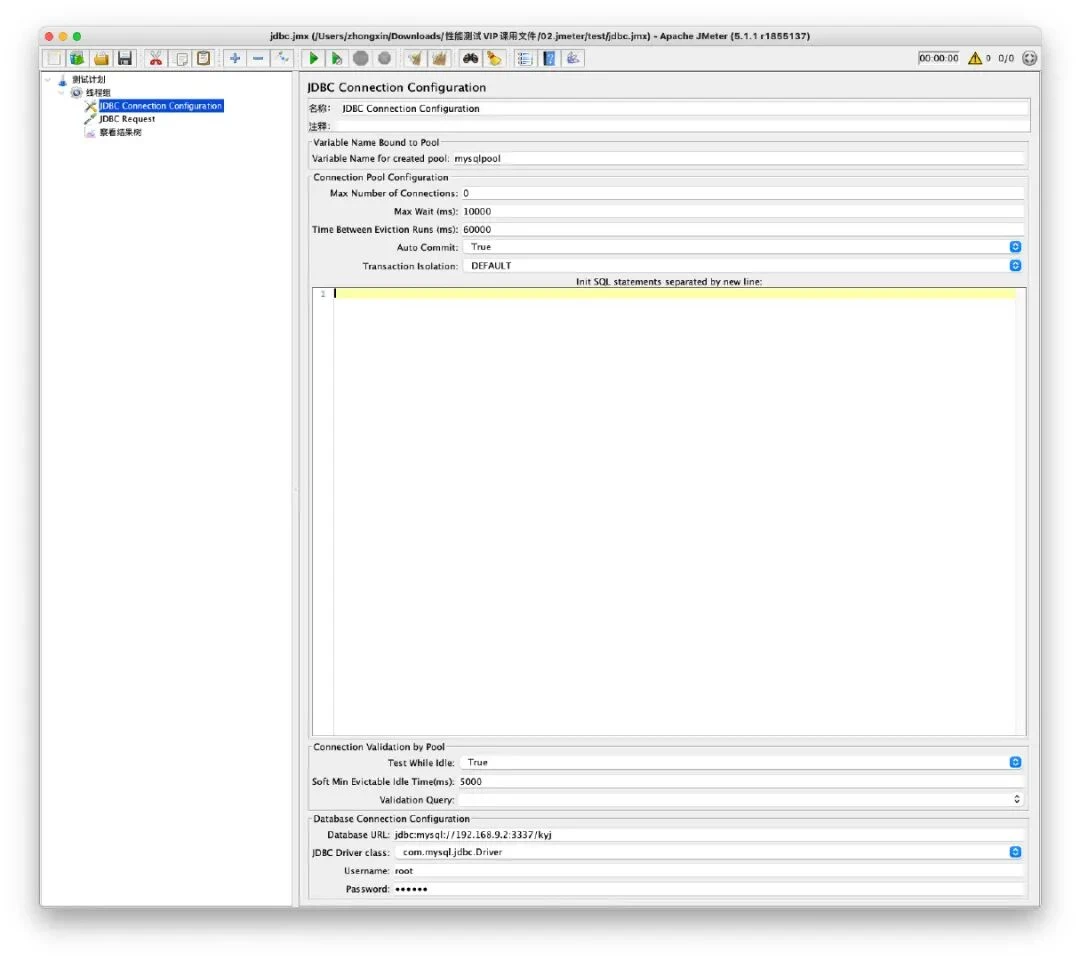 jdbc.jmx (/Users/zhongxin/Downloads/性能测试VIP课用文件/02.jmeter/test/jdbc.jmx) - Apache JMeter (5.1.1 r1855137)
00:00:00 0 0/0
测试计划
线程组
JDBC Connection Configuration
JDBC Request
察看结果树
JDBC Connection Configuration
名称: JDBC Connection Configuration
注释:
Variable Name Bound to Pool
Variable Name for created pool: mysqlpool
Connection Pool Configuration
Max Number of Connections: 0
Max Wait (ms): 10000
Time Between Eviction Runs (ms): 60000
Auto Commit: True
Transaction Isolation: DEFAULT
Init SQL statements separated by new line:
1
Connection Validation by Pool
Test While Idle: True
Soft Min Evictable Idle Time(ms): 5000
Validation Query:
Database Connection Configuration
Database URL: jdbc:mysql://192.168.9.2:3337/kyj
JDBC Driver class: com.mysql.jdbc.Driver
Username: root
Password: ••••••